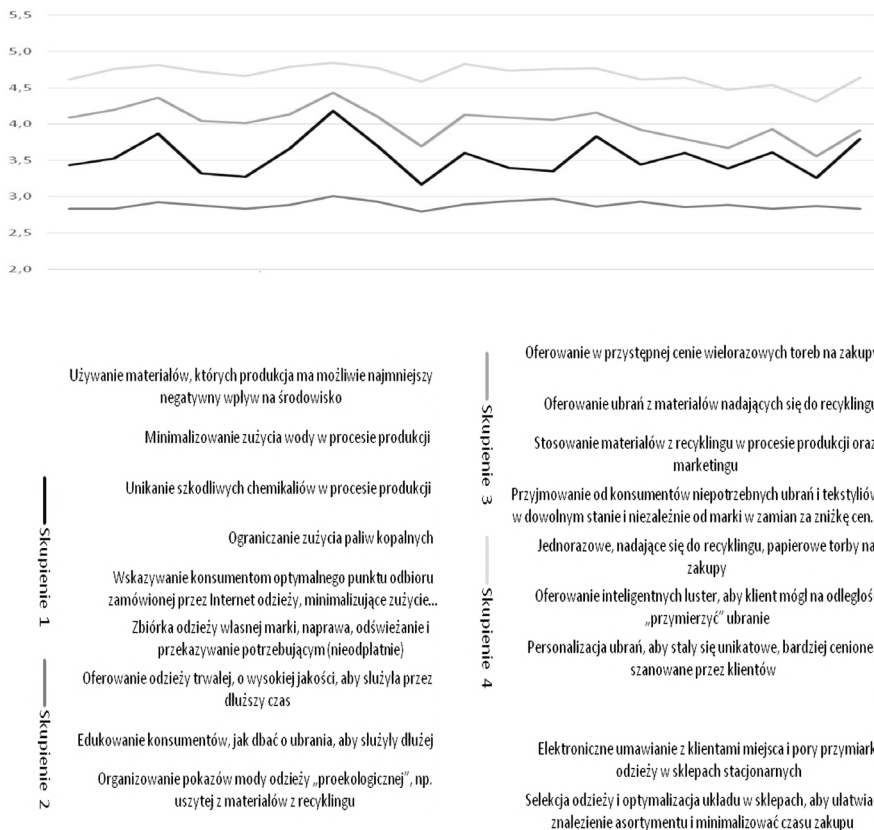 5,5
5,0
4,5
4,0
3,5
3,0
2,5
2,0
Używanie materiałów, których produkcja ma możliwie najmniejszy
negatywny wpływ na środowisko
Minimalizowanie zużycia wody w procesie produkcji
Unikanie szkodliwych chemikaliów w procesie produkcji
Ograniczanie zużycia paliw kopalnych
Wskazywanie konsumentom optymalnego punktu odbioru
zamówionej przez Internet odzieży, minimalizujące zużycie...
Zbiórka odzieży własnej marki, naprawa, odświeżanie i
przekazywanie potrzebującym (nieodpłatnie)
Oferowanie odzieży trwałej, o wysokiej jakości, aby służyła przez
dłuższy czas
Edukowanie konsumentów, jak dbać o ubrania, aby służyły dłużej
Organizowanie pokazów mody odzieży „proekologicznej”, np.
uszytej z materiałów z recyklingu
Skupienie 1
Skupienie 2
Oferowanie w przystępnej cenie wielorazowych toreb na zakupy
Oferowanie ubrań z materiałów nadających się do recyklingu
Stosowanie materiałów z recyklingu w procesie produkcji oraz
marketingu
Przyjmowanie od konsumentów niepotrzebnych ubrań i tekstyliów
w dowolnym stanie i niezależnie od marki w zamian za zniżkę cen.
Jednorazowe, nadające się do recyklingu, papierowe torby na
zakupy
Oferowanie inteligentnych luster, aby klient mógł na odległoś
„przymierzyć” ubranie
Personalizacja ubrań, aby stały się unikatowe, bardziej cenione
szanowane przez klientów
Elektroniczne umawianie z klientami miejsca i pory przymiark
odzieży w sklepach stacjonarnych
Selekcja odzieży i optymalizacja układu w sklepach, aby ułatwia
znalezienie asortymentu i minimalizować czasu zakupu
Skupienie 3
Skupienie 4